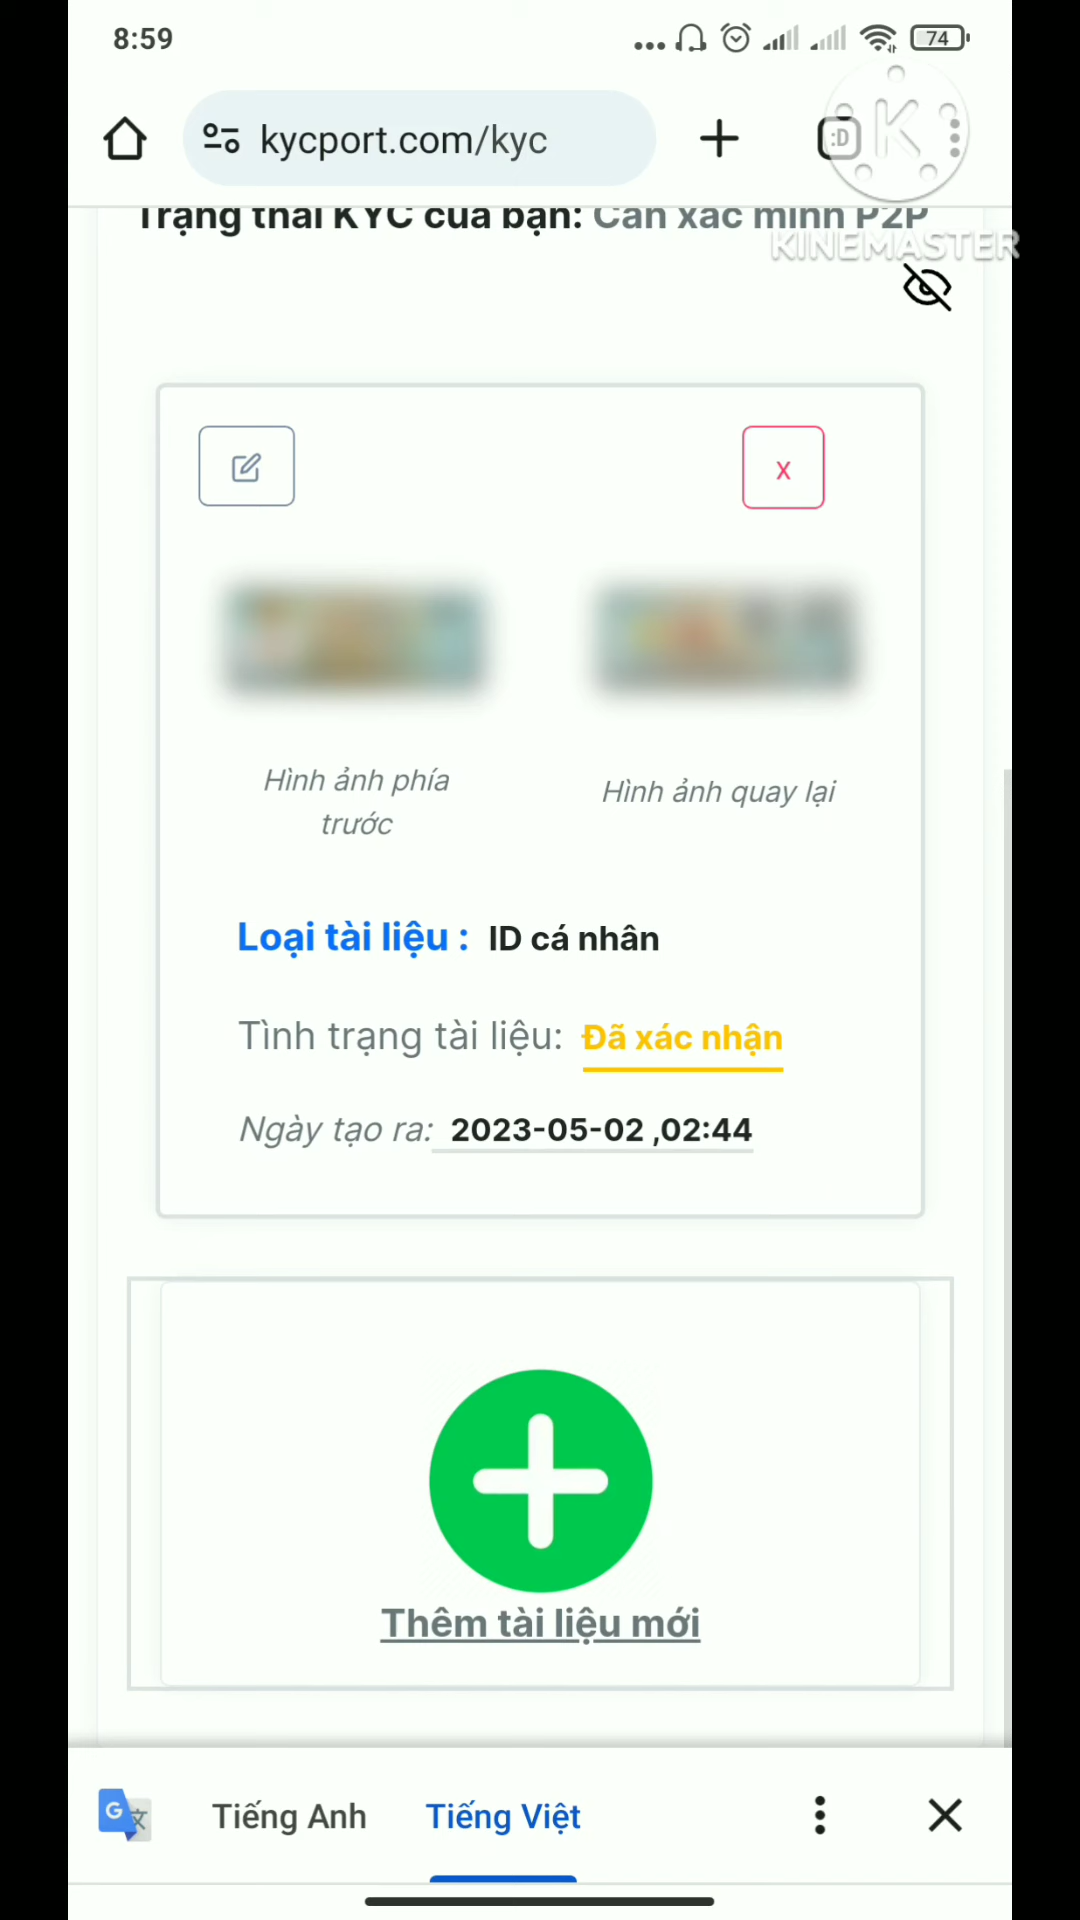 8:59
74
kycport.com/kyc
:D
K
Trạng thái KYC của bạn: Cần xác minh P2P
KINEMASTER
X
Hình ảnh phía
trước
Hình ảnh quay lại
Loại tài liệu : ID cá nhân
Tình trạng tài liệu: Đã xác nhận
Ngày tạo ra: 2023-05-02 ,02:44
Thêm tài liệu mới
G 文
Tiếng Anh
Tiếng Việt